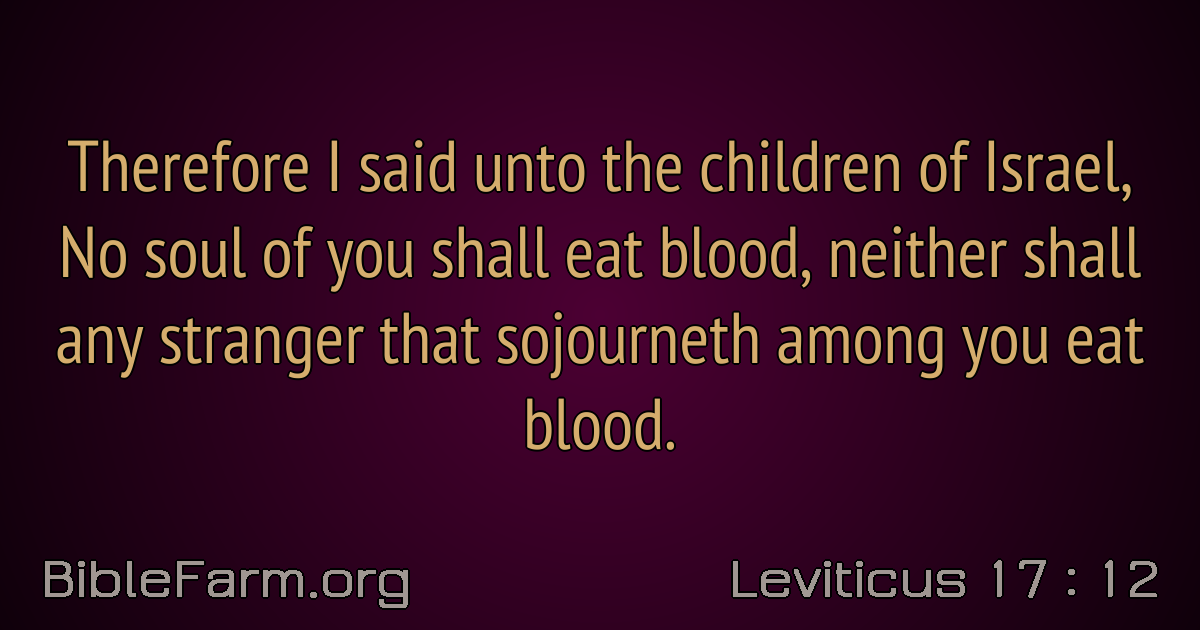 Therefore I said unto the children of Israel,
No soul of you shall eat blood, neither shall
any stranger that sojourneth among you eat
blood.
BibleFarm.org
Leviticus 17 : 12